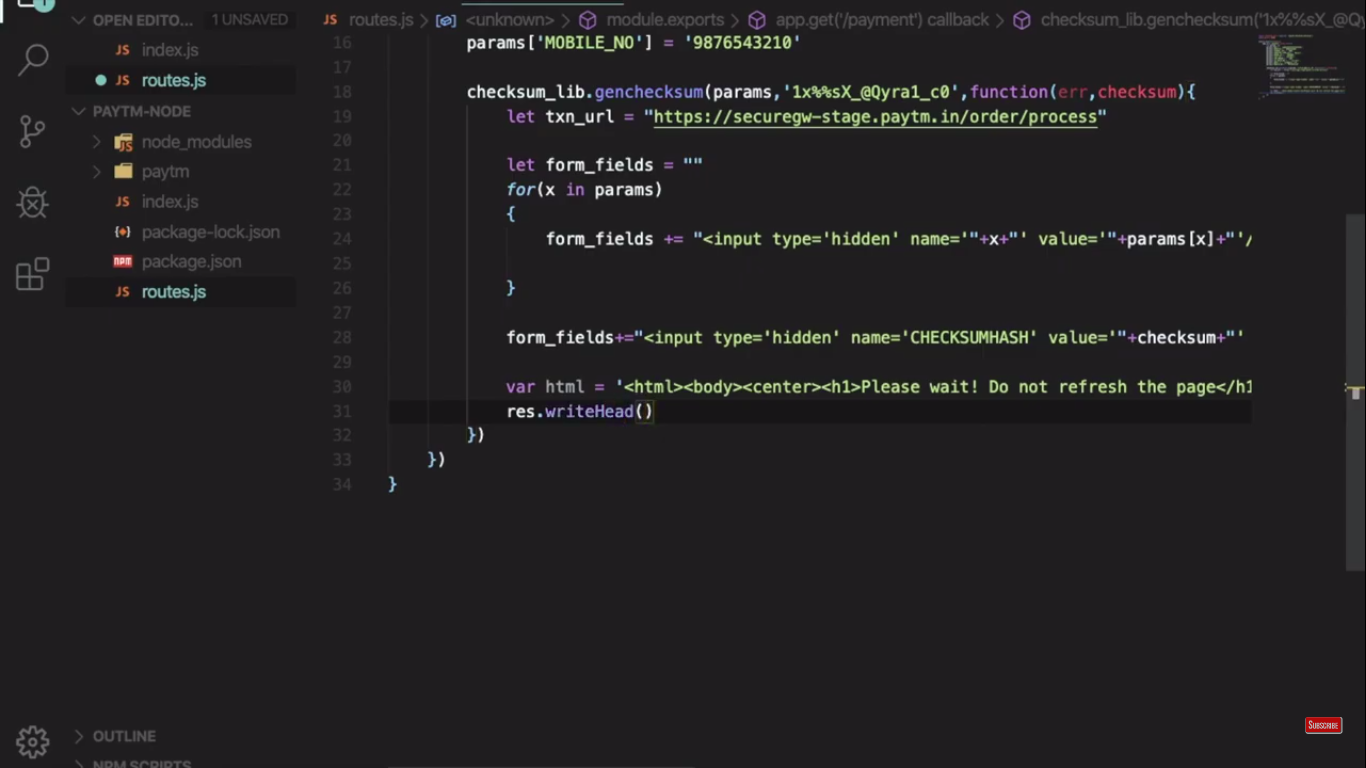 OPEN EDITO... 1 UNSAVED
JS index.js
JS routes.js
PAYTM-NODE
node_modules
paytm
JS index.js
package-lock.json
package.json
JS routes.js
OUTLINE
NPM SCRIPTS
JS routes.js > <unknown> > module.exports > app.get('/payment') callback > checksum_lib.genchecksum('1x%%sX_@Q
16 params['MOBILE_NO'] = '9876543210'
17
18 checksum_lib.genchecksum(params,'1x%%sX_@Qyra1_c0',function(err,checksum){
19 let txn_url = "https://securegw-stage.paytm.in/order/process"
20
21 let form_fields = ""
22 for(x in params)
23 {
24 form_fields += "<input type='hidden' name='"+x+"' value='"+params[x]+"'/
25
26 }
27
28 form_fields+="<input type='hidden' name='CHECKSUMHASH' value='"+checksum+"'
29
30 var html = '<html><body><center><h1>Please wait! Do not refresh the page</h1
31 res.writeHead()
32 })
33 })
34 }
SUBSCRIBE